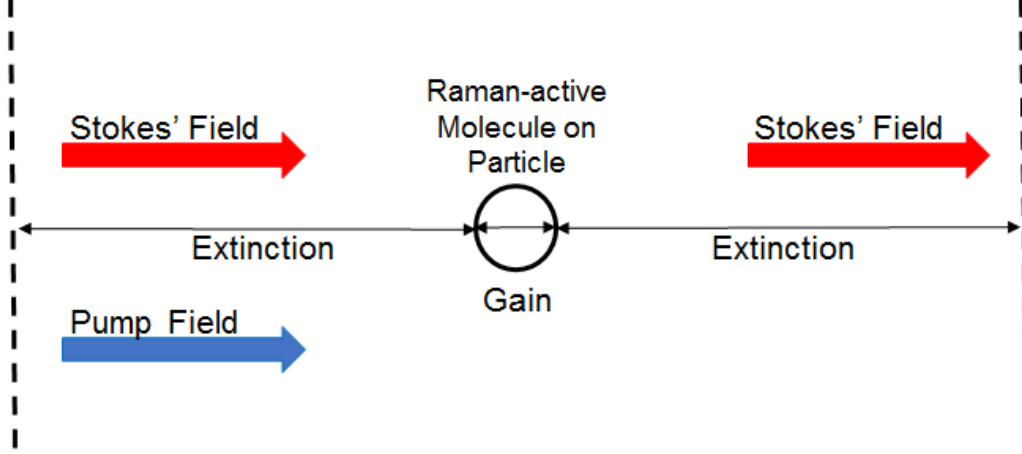 Raman-active
Molecule on
Particle
Stokes' Field
Stokes' Field
Extinction
Extinction
Gain
Pump Field